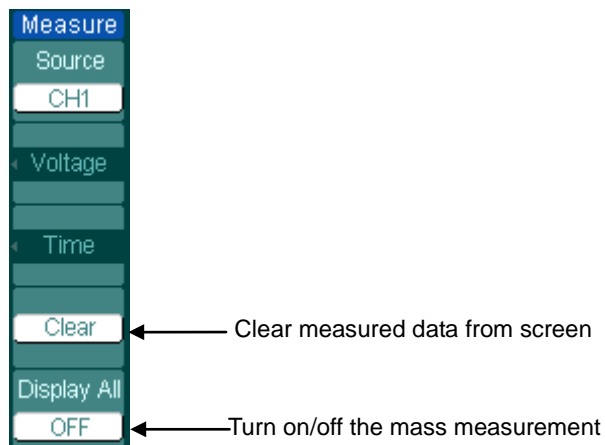 Measure
Source
CH1
Voltage
Time
Clear
Clear measured data from screen
Display All
OFF
Turn on/off the mass measurement